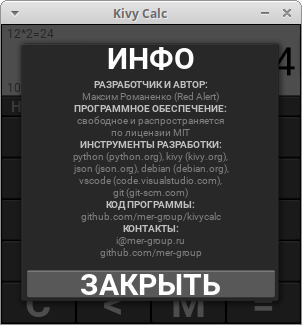 Kivy Calc
12^2=24
4
10
ИНФО
РАЗРАБОТЧИК И АВТОР:
Максим Романенко (Red Alert)
ПРОГРАММНОЕ ОБЕСПЕЧЕНИЕ:
свободное и распространяется
по лицензии MIT
ИНСТРУМЕНТЫ РАЗРАБОТКИ:
python (python.org), kivy (kivy.org),
json (json.org), debian (debian.org),
vscode (code.visualstudio.com),
git (git-scm.com)
КОД ПРОГРАММЫ:
github.com/mer-group/kivycalc
КОНТАКТЫ:
i@mer-group.ru
github.com/mer-group
ЗАКРЫТЬ
C < M =